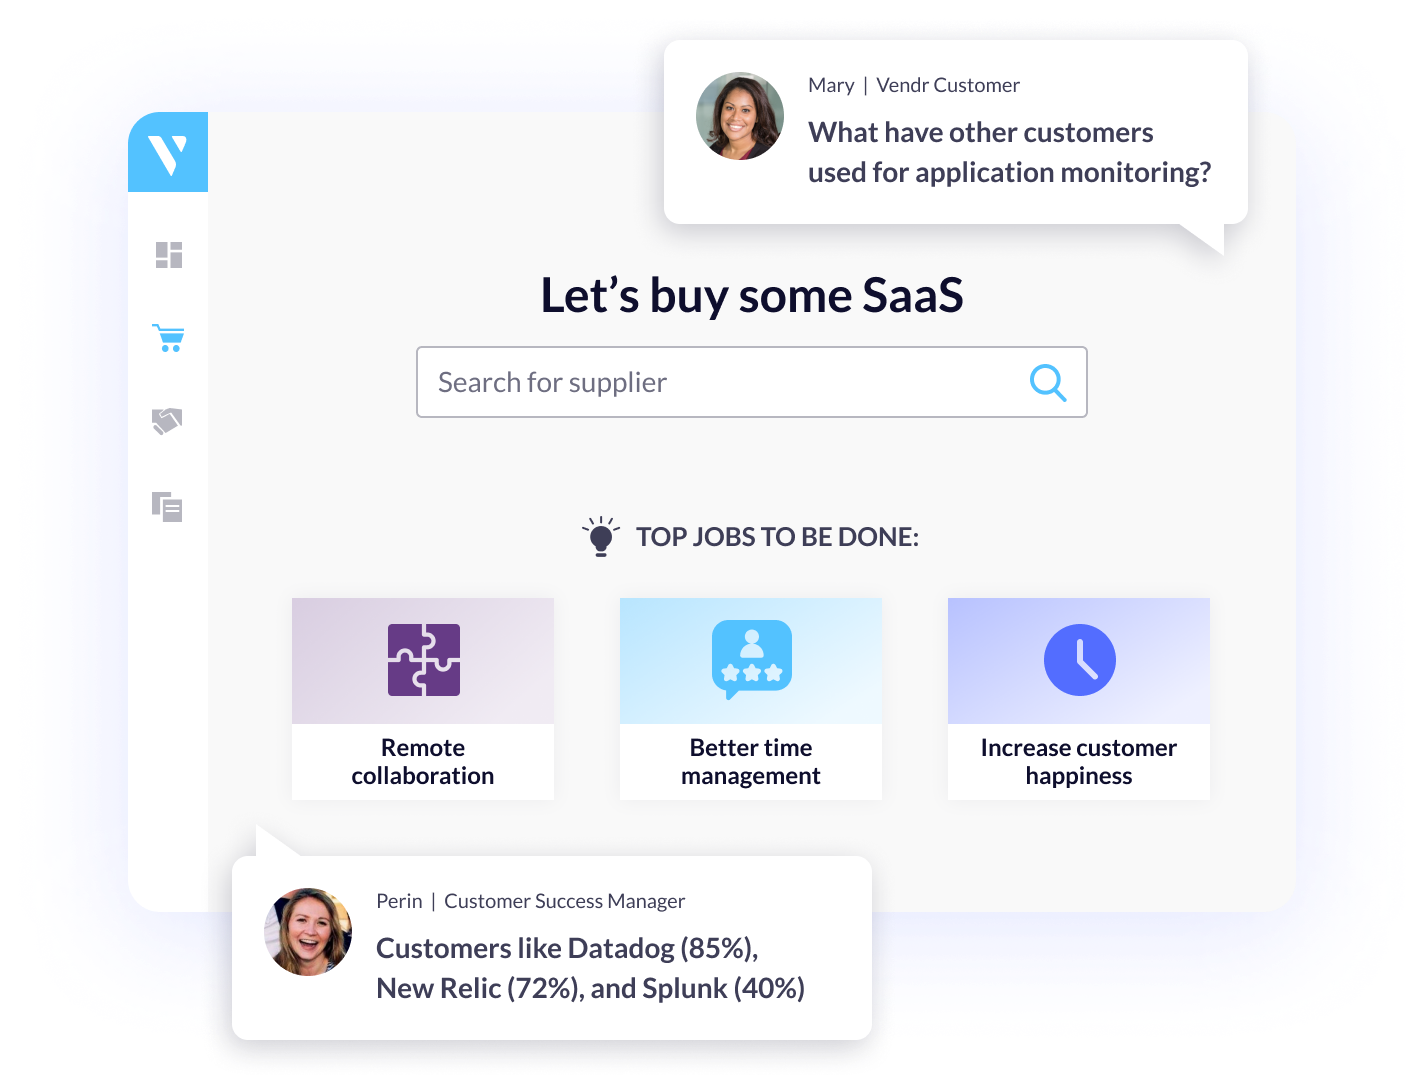 Mary | Vendr Customer
What have other customers
used for application monitoring?
Let's buy some SaaS
Search for supplier
TOP JOBS TO BE DONE:
Remote
collaboration
Better time
management
Increase customer
happiness
Perin | Customer Success Manager
Customers like Datadog (85%),
New Relic (72%), and Splunk (40%)